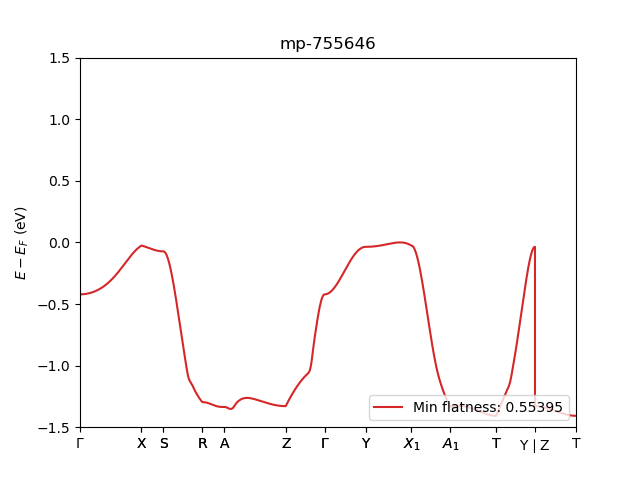 mp-755646
E − E_F (eV)
1.5
1.0
0.5
0.0
−0.5
−1.0
−1.5
Min flatness: 0.55395
Γ X S R A Z Γ Y X₁ A₁ T Y | Z T